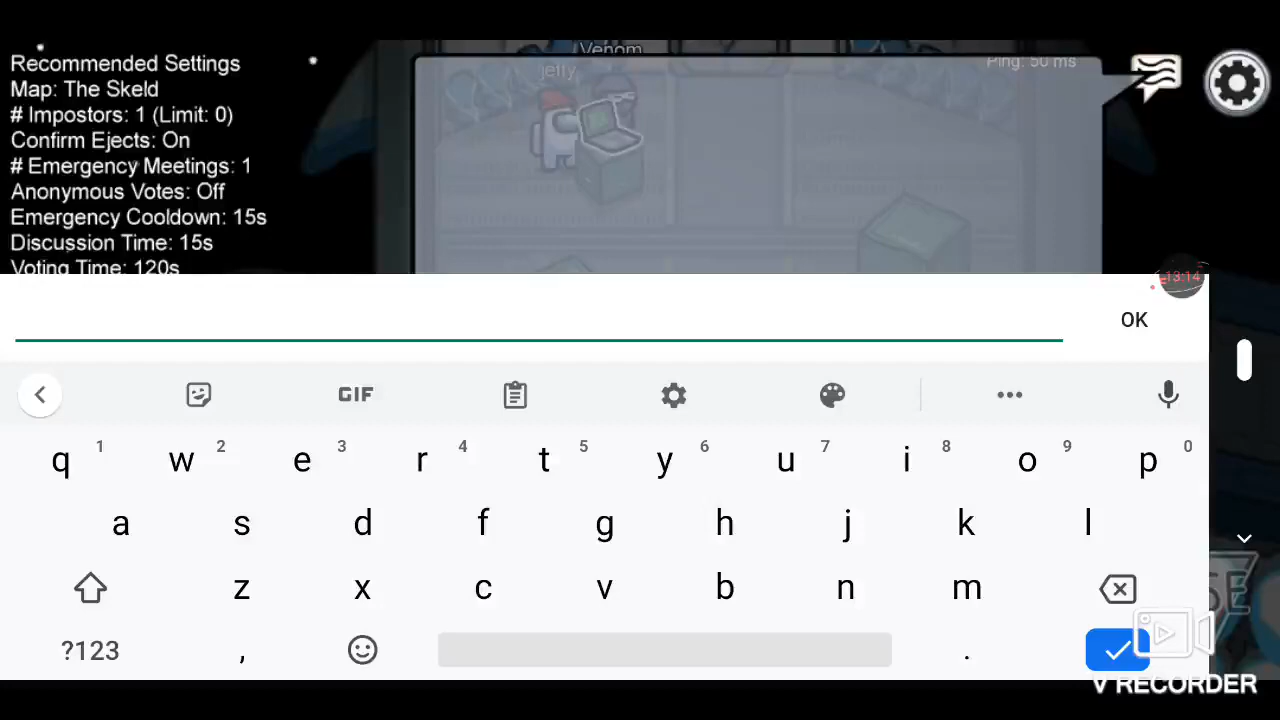 Venom
jelly
Ping: 50 ms
Recommended Settings
Map: The Skeld
# Impostors: 1 (Limit: 0)
Confirm Ejects: On
# Emergency Meetings: 1
Anonymous Votes: Off
Emergency Cooldown: 15s
Discussion Time: 15s
Voting Time: 120s
13:14
OK
GIF
q 1 w 2 e 3 r 4 t 5 y 6 u 7 i 8 o 9 p 0
a s d f g h j k l
z x c v b n m
?123 , .
V RECORDER